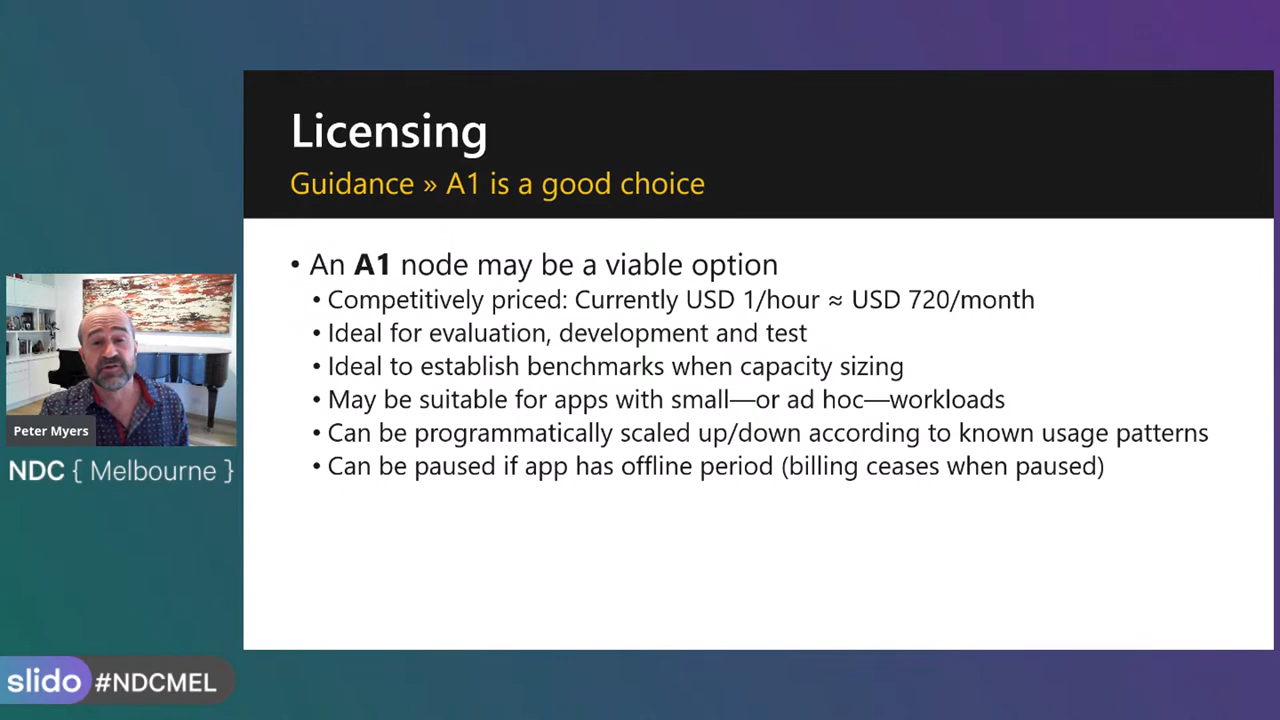 Licensing
Guidance » A1 is a good choice
• An A1 node may be a viable option
• Competitively priced: Currently USD 1/hour ≈ USD 720/month
• Ideal for evaluation, development and test
• Ideal to establish benchmarks when capacity sizing
• May be suitable for apps with small—or ad hoc—workloads
• Can be programmatically scaled up/down according to known usage patterns
• Can be paused if app has offline period (billing ceases when paused)
Peter Myers
NDC { Melbourne }
slido #NDCMEL